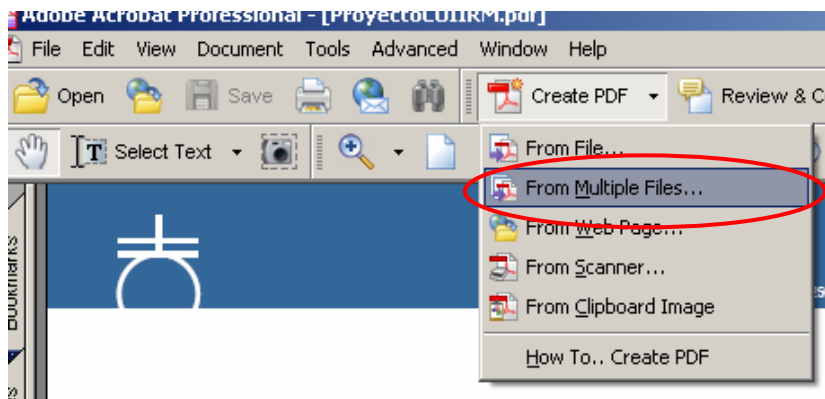 Adobe Acrobat Professional - [ProyectoCOIIRM.pdf]
File Edit View Document Tools Advanced Window Help
Open Save Create PDF Review & C
Select Text
From File...
From Multiple Files...
From Web Page...
From Scanner...
From Clipboard Image
How To.. Create PDF
Bookmarks